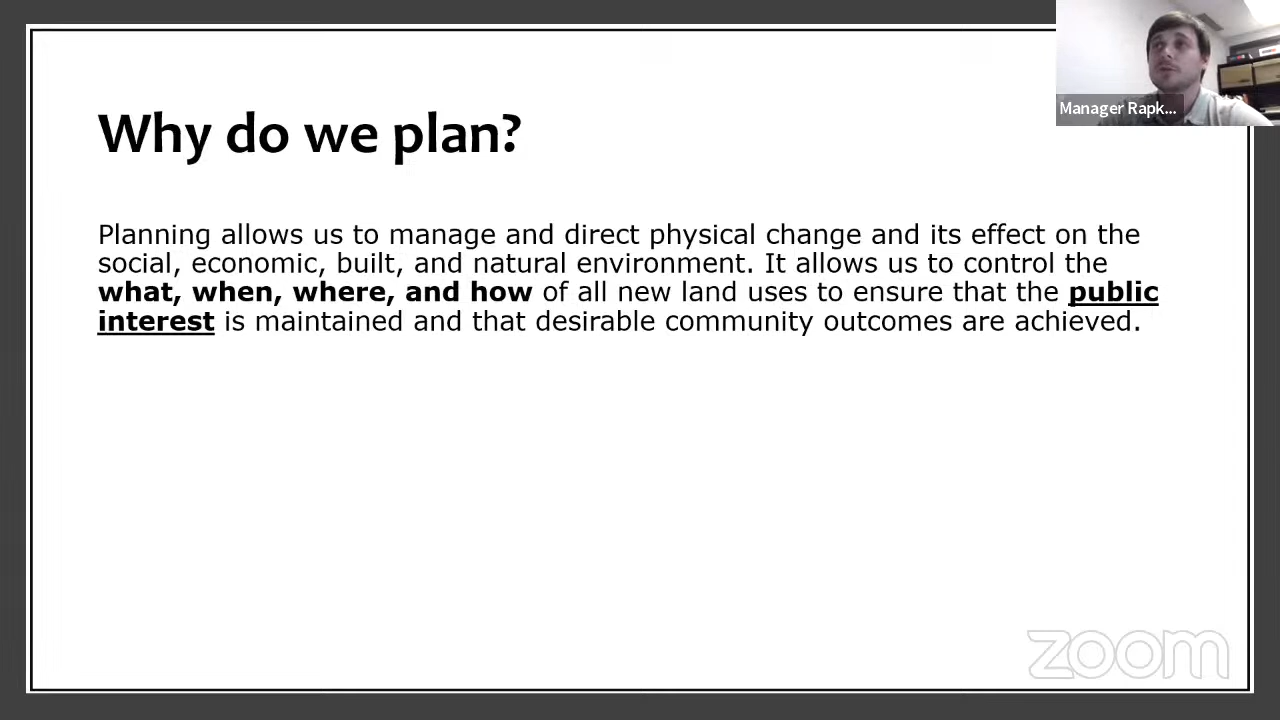 Manager Rapk...
Why do we plan?
Planning allows us to manage and direct physical change and its effect on the
social, economic, built, and natural environment. It allows us to control the
what, when, where, and how of all new land uses to ensure that the public
interest is maintained and that desirable community outcomes are achieved.
zoom